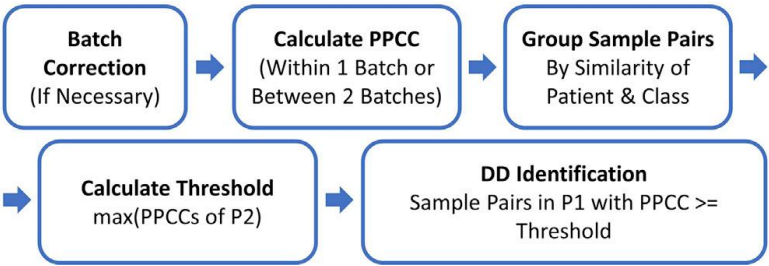 Batch
Correction
(If Necessary)
Calculate PPCC
(Within 1 Batch or
Between 2 Batches)
Group Sample Pairs
By Similarity of
Patient & Class
Calculate Threshold
max(PPCCs of P2)
DD Identification
Sample Pairs in P1 with PPCC >=
Threshold